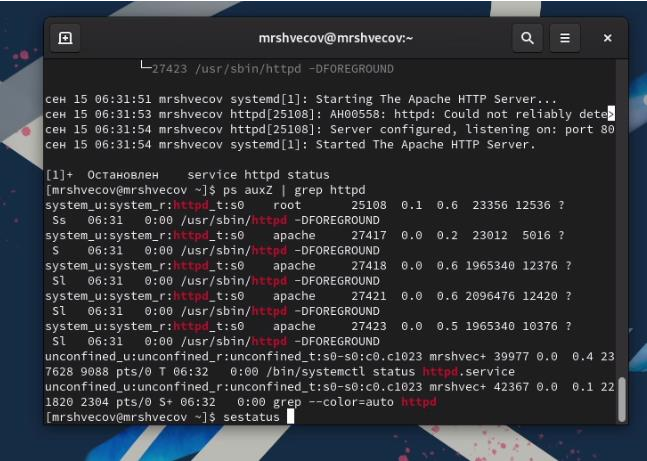 mrshvecov@mrshvecov:~
└─27423 /usr/sbin/httpd -DFOREGROUND
сен 15 06:31:51 mrshvecov systemd[1]: Starting The Apache HTTP Server...
сен 15 06:31:53 mrshvecov httpd[25108]: AH00558: httpd: Could not reliably dete>
сен 15 06:31:54 mrshvecov httpd[25108]: Server configured, listening on: port 80
сен 15 06:31:54 mrshvecov systemd[1]: Started The Apache HTTP Server.
[1]+  Остановлен    service httpd status
[mrshvecov@mrshvecov ~]$ ps auxZ | grep httpd
system_u:system_r:httpd_t:s0    root      25108  0.1  0.6  23356 12536 ?
 Ss   06:31   0:00 /usr/sbin/httpd -DFOREGROUND
system_u:system_r:httpd_t:s0    apache    27417  0.0  0.2  23012  5016 ?
 S    06:31   0:00 /usr/sbin/httpd -DFOREGROUND
system_u:system_r:httpd_t:s0    apache    27418  0.0  0.6 1965340 12376 ?
 Sl   06:31   0:00 /usr/sbin/httpd -DFOREGROUND
system_u:system_r:httpd_t:s0    apache    27421  0.0  0.6 2096476 12420 ?
 Sl   06:31   0:00 /usr/sbin/httpd -DFOREGROUND
system_u:system_r:httpd_t:s0    apache    27423  0.0  0.5 1965340 10376 ?
 Sl   06:31   0:00 /usr/sbin/httpd -DFOREGROUND
unconfined_u:unconfined_r:unconfined_t:s0-s0:c0.c1023 mrshvec+ 39977 0.0  0.4 23
7628 9088 pts/0 T 06:32   0:00 /bin/systemctl status httpd.service
unconfined_u:unconfined_r:unconfined_t:s0-s0:c0.c1023 mrshvec+ 42367 0.0  0.1 22
1820 2304 pts/0 S+ 06:32   0:00 grep --color=auto httpd
[mrshvecov@mrshvecov ~]$ sestatus